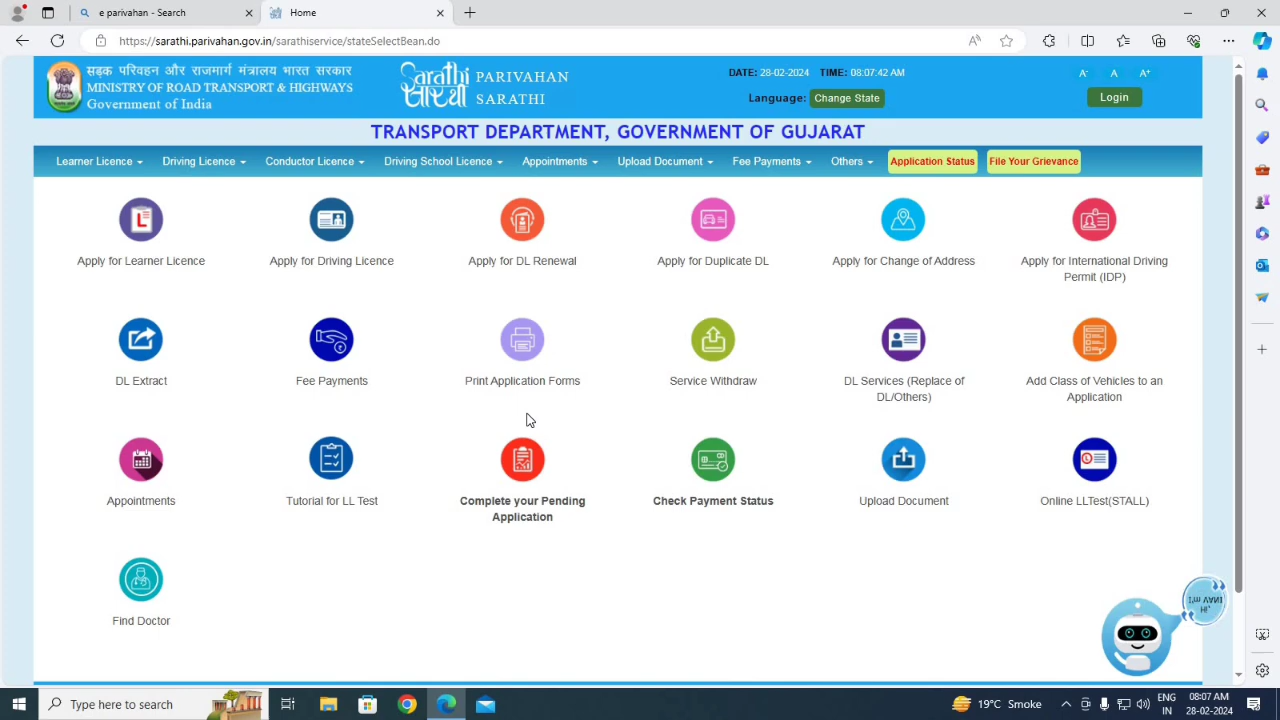 e parivahan Driving
Home
https://sarathi.parivahan.gov.in/sarathiservice/stateSelectBean.do
सड़क परिवहन और राजमार्ग मंत्रालय भारत सरकार
MINISTRY OF ROAD TRANSPORT & HIGHWAYS
Government of India
Sarathi
सारथी
PARIVAHAN
SARATHI
DATE: 28-02-2024 TIME: 08:07:42 AM
Language: Change State
A- A A+
Login
TRANSPORT DEPARTMENT, GOVERNMENT OF GUJARAT
Learner Licence Driving Licence Conductor Licence Driving School Licence Appointments Upload Document Fee Payments Others Application Status File Your Grievance
L
Apply for Learner Licence
Apply for Driving Licence
Apply for DL Renewal
Apply for Duplicate DL
Apply for Change of Address
Apply for International Driving
Permit (IDP)
DL Extract
Fee Payments
Print Application Forms
Service Withdraw
DL Services (Replace of
DL/Others)
Add Class of Vehicles to an
Application
Appointments
Tutorial for LL Test
Complete your Pending
Application
Check Payment Status
Upload Document
Online LLTest(STALL)
Find Doctor
Hi,
I'm VANI
Type here to search
19°C Smoke
ENG
IN
08:07 AM
28-02-2024